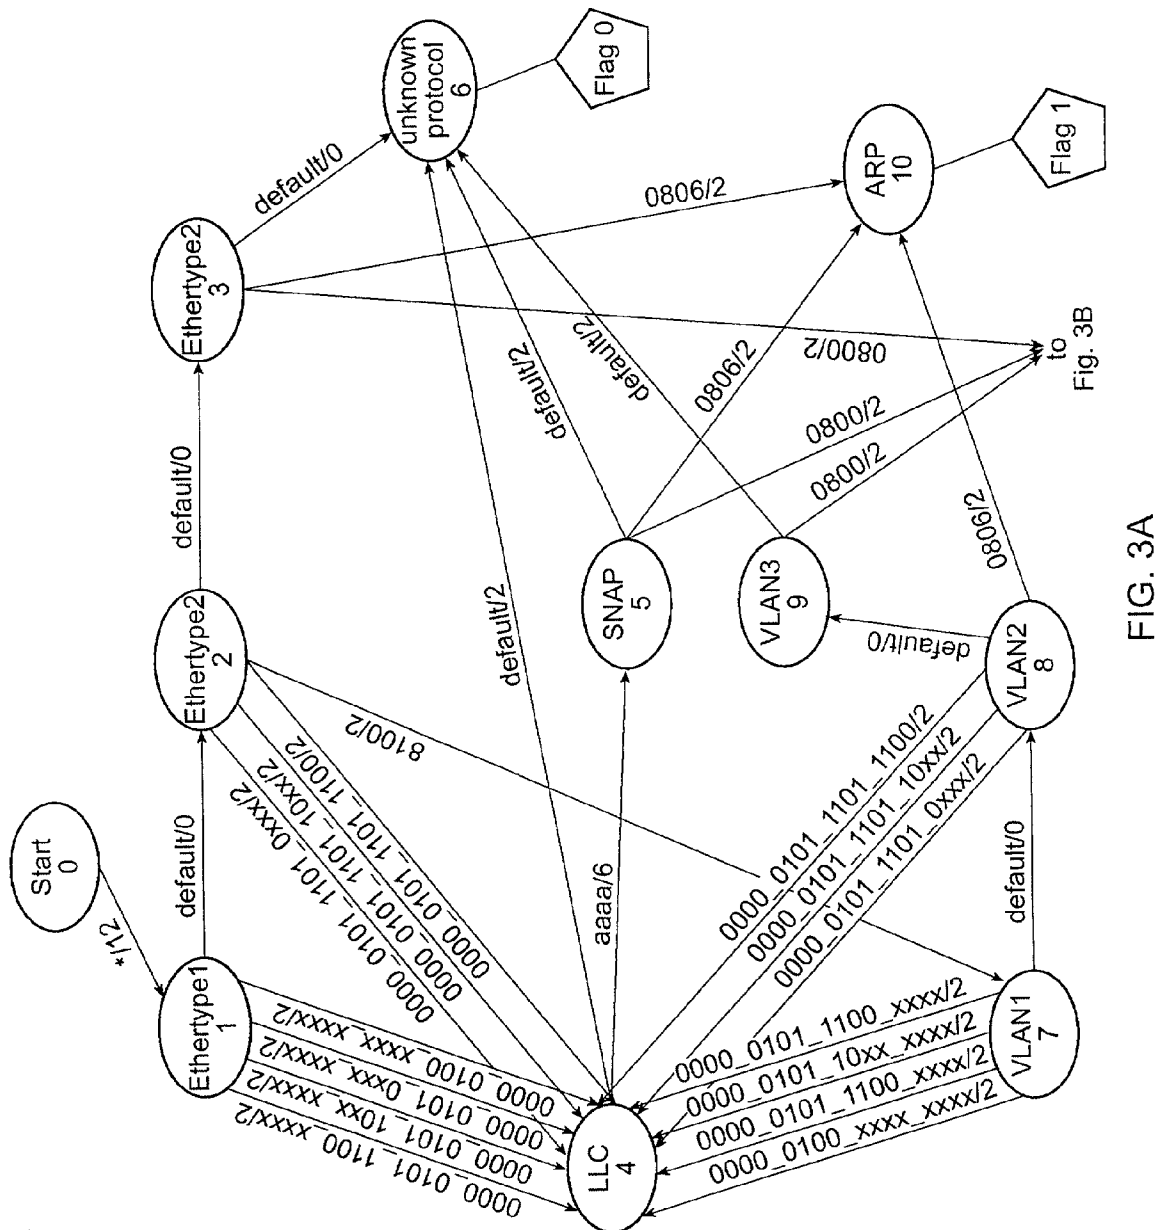 Start
0
*/12
Ethertype1
1
default/0
Ethertype2
2
default/0
Ethertype2
3
default/0
unknown
protocol
6
Flag 0
0000_0101_1100_xxxx/2
0000_0101_10xx_xxxx/2
0000_0101_0xxx_xxxx/2
0000_0100_xxxx_xxxx/2
0000_0101_1101_0xxx/2
0000_0101_1101_10xx/2
0000_0101_1101_1100/2
8100/2
default/2
default/2
default/2
0806/2
0800/2
LLC
4
aaaa/6
SNAP
5
0806/2
0800/2
VLAN3
9
0800/2
ARP
10
Flag 1
to
Fig. 3B
0000_0101_1101_1100/2
0000_0101_1101_10xx/2
0000_0101_1101_0xxx/2
default/0
0806/2
0000_0101_1100_xxxx/2
0000_0101_10xx_xxxx/2
0000_0101_1100_xxxx/2
0000_0100_xxxx_xxxx/2
VLAN1
7
default/0
VLAN2
8
FIG. 3A